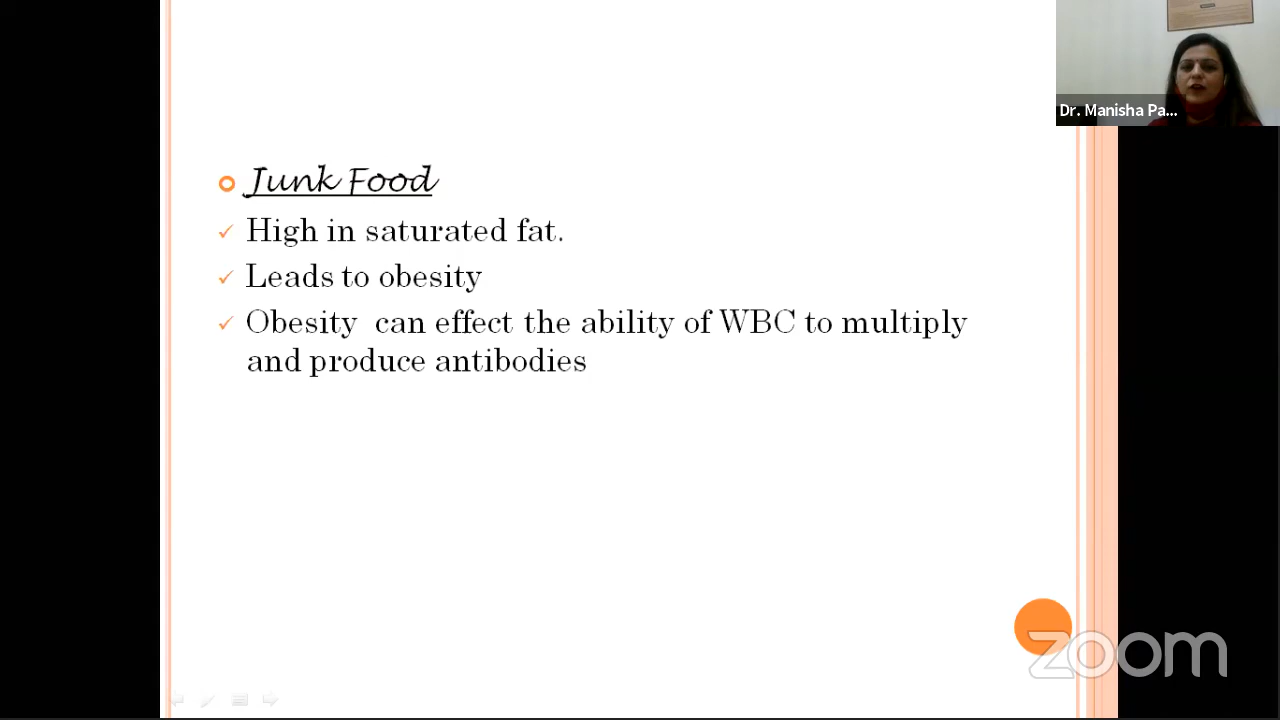 Dr. Manisha Pa...
Junk Food
High in saturated fat.
Leads to obesity
Obesity can effect the ability of WBC to multiply
and produce antibodies
zoom